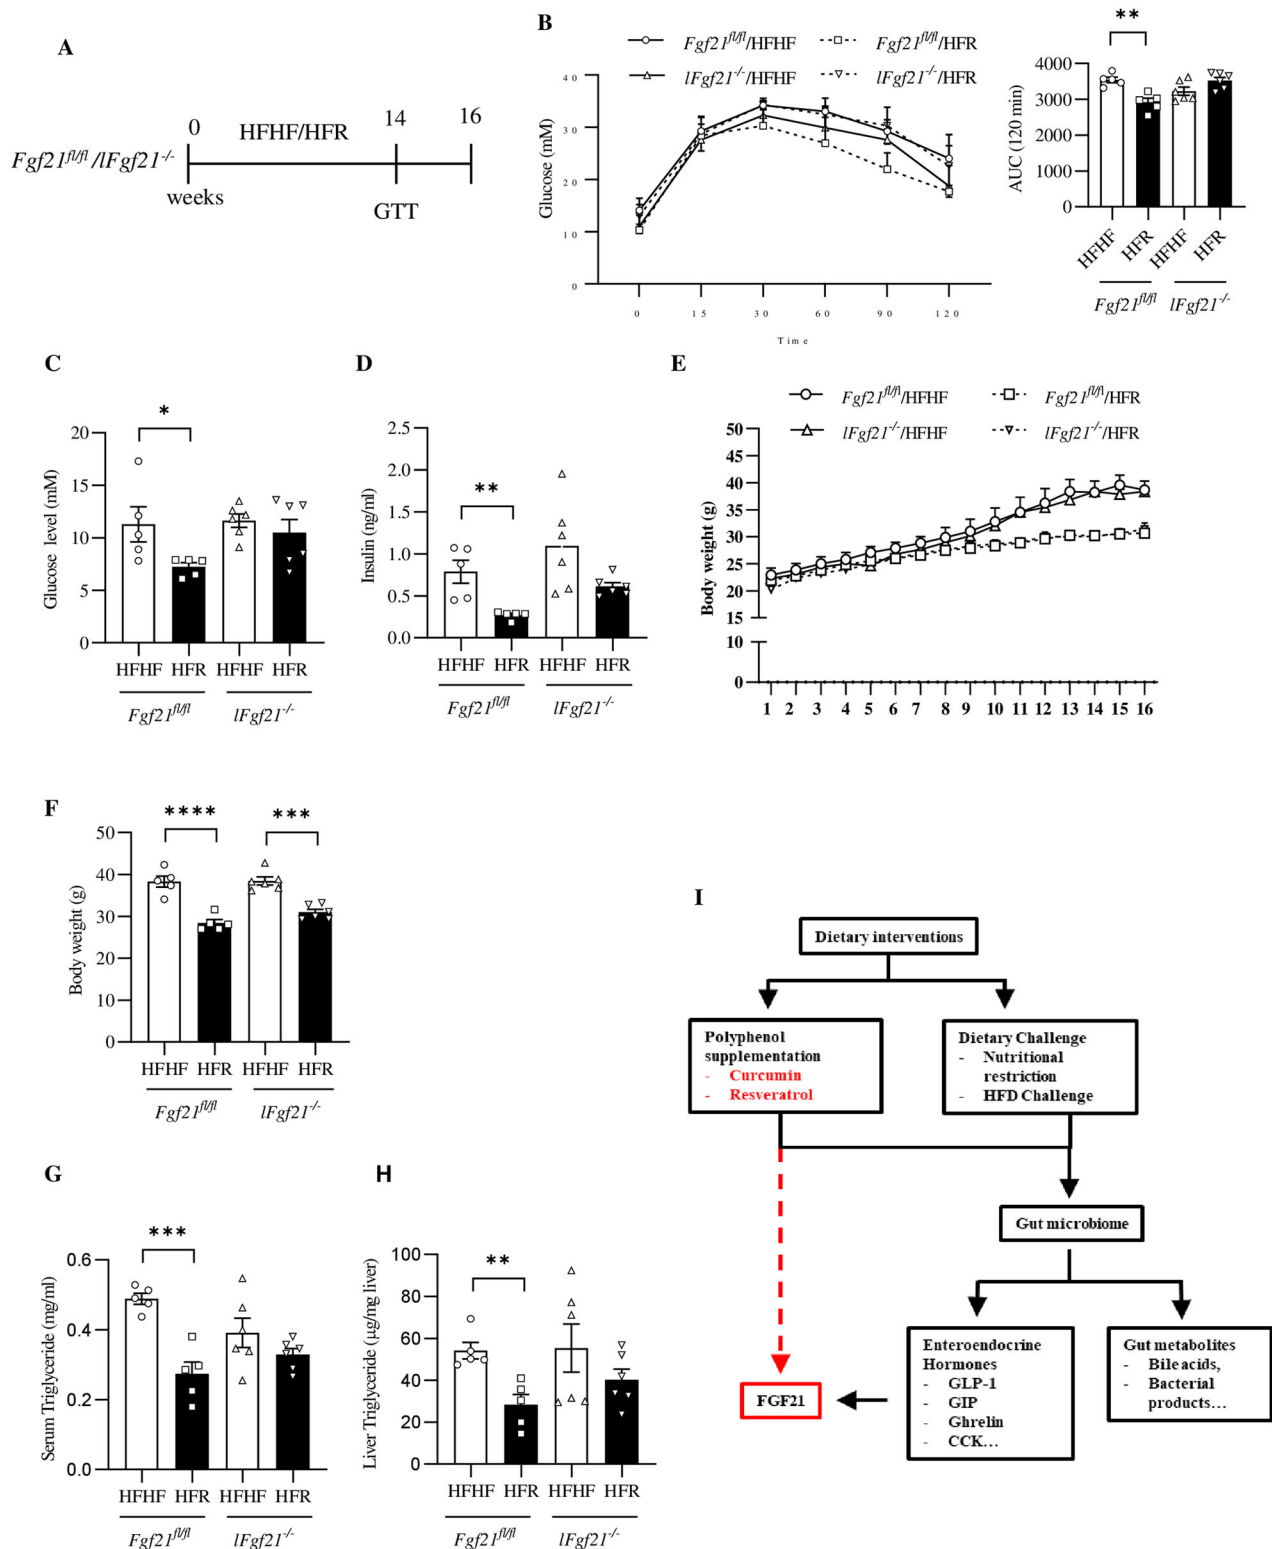 A
0 HFHF/HFR 14 16
Fgf21fl/fl/lFgf21-/-
weeks
GTT
B
Fgf21fl/fl/HFHF Fgf21fl/fl/HFR
lFgf21-/-/HFHF lFgf21-/-/HFR
40
30
20
10
0
Glucose (mM)
0 15 30 60 90 120
Time
**
4000
3000
2000
1000
0
AUC (120 min)
HFHF HFR HFHF HFR
Fgf21fl/fl lFgf21-/-
C
*
20
15
10
5
0
Glucose level (mM)
HFHF HFR HFHF HFR
Fgf21fl/fl lFgf21-/-
D
**
2.5
2.0
1.5
1.0
0.5
0.0
Insulin (ng/ml)
HFHF HFR HFHF HFR
Fgf21fl/fl lFgf21-/-
E
Fgf21fl/fl/HFHF Fgf21fl/fl/HFR
lFgf21-/-/HFHF lFgf21-/-/HFR
50
45
40
35
30
25
20
15
10
0
Body weight (g)
1 2 3 4 5 6 7 8 9 10 11 12 13 14 15 16
F
**** ***
50
40
30
20
10
0
Body weight (g)
HFHF HFR HFHF HFR
Fgf21fl/fl lFgf21-/-
G
***
0.6
0.4
0.2
0.0
Serum Triglyceride (mg/ml)
HFHF HFR HFHF HFR
Fgf21fl/fl lFgf21-/-
H
**
100
80
60
40
20
0
Liver Triglyceride (µg/mg liver)
HFHF HFR HFHF HFR
Fgf21fl/fl lFgf21-/-
I
Dietary interventions
Polyphenol
supplementation
- Curcumin
- Resveratrol
Dietary Challenge
- Nutritional
restriction
- HFD Challenge
Gut microbiome
Enteroendocrine
Hormones
- GLP-1
- GIP
- Ghrelin
- CCK…
Gut metabolites
- Bile acids,
- Bacterial
products…
FGF21